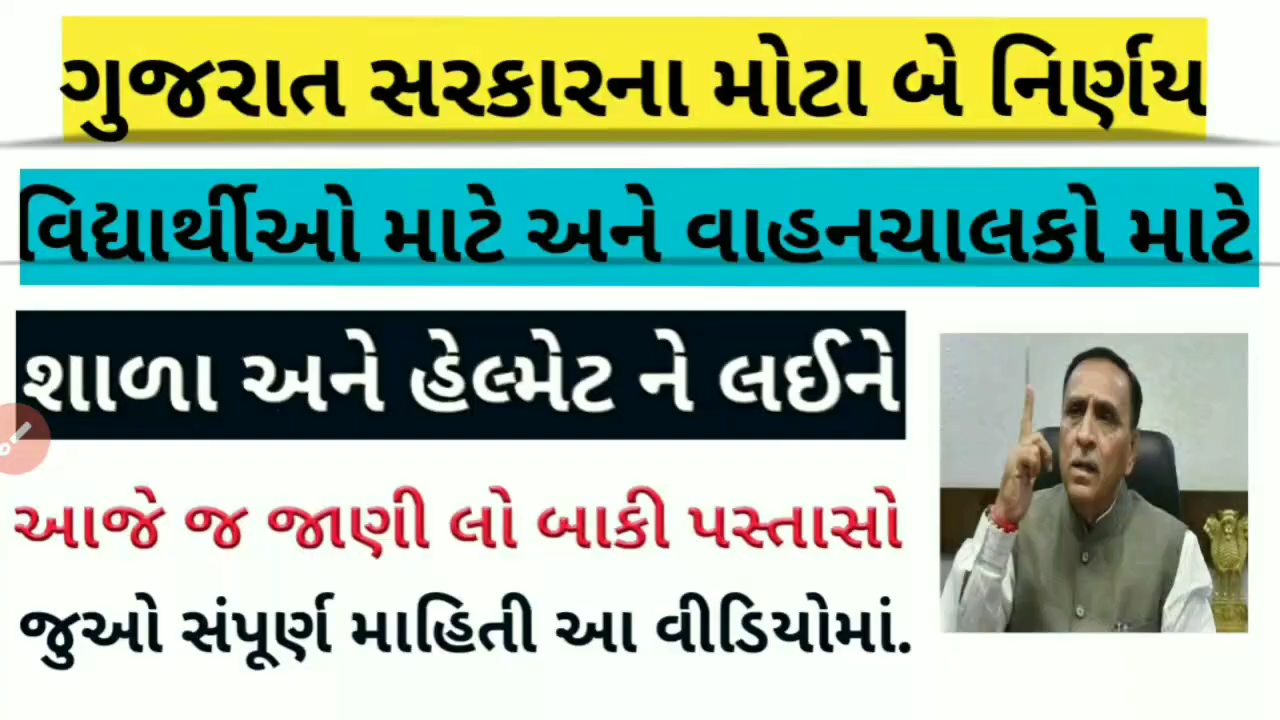 ગુજરાત સરકારના મોટા બે નિર્ણય
વિદ્યાર્થીઓ માટે અને વાહનચાલકો માટે
શાળા અને હેલ્મેટ ને લઈને
આજે જ જાણી લો બાકી પસ્તાસો
જુઓ સંપૂર્ણ માહિતી આ વીડિયોમાં.